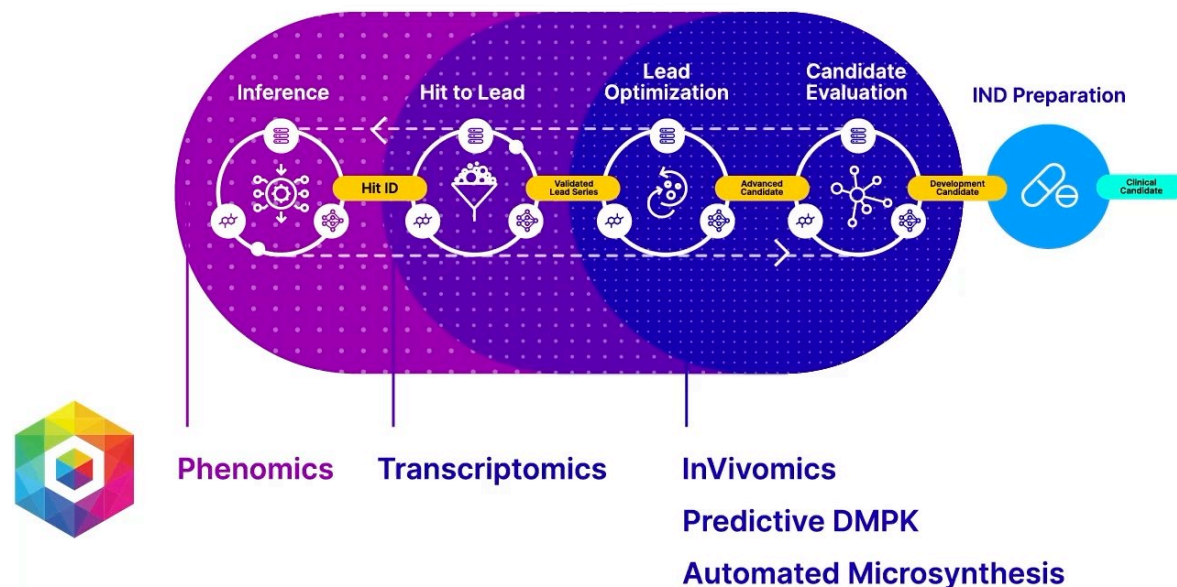 Inference
Hit to Lead
Lead
Optimization
Candidate
Evaluation
IND Preparation
Hit ID
Validated
Lead Series
Advanced
Candidate
Development
Candidate
Clinical
Candidate
Phenomics
Transcriptomics
InVivomics
Predictive DMPK
Automated Microsynthesis